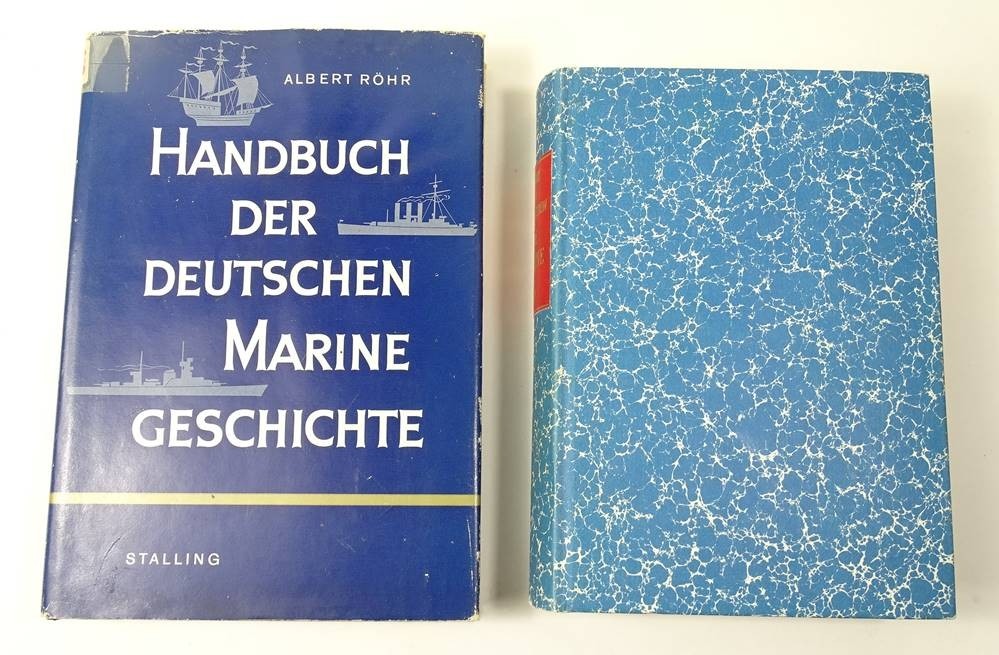 ALBERT RÖHR
HANDBUCH
DER
DEUTSCHEN
MARINE
GESCHICHTE
STALLING